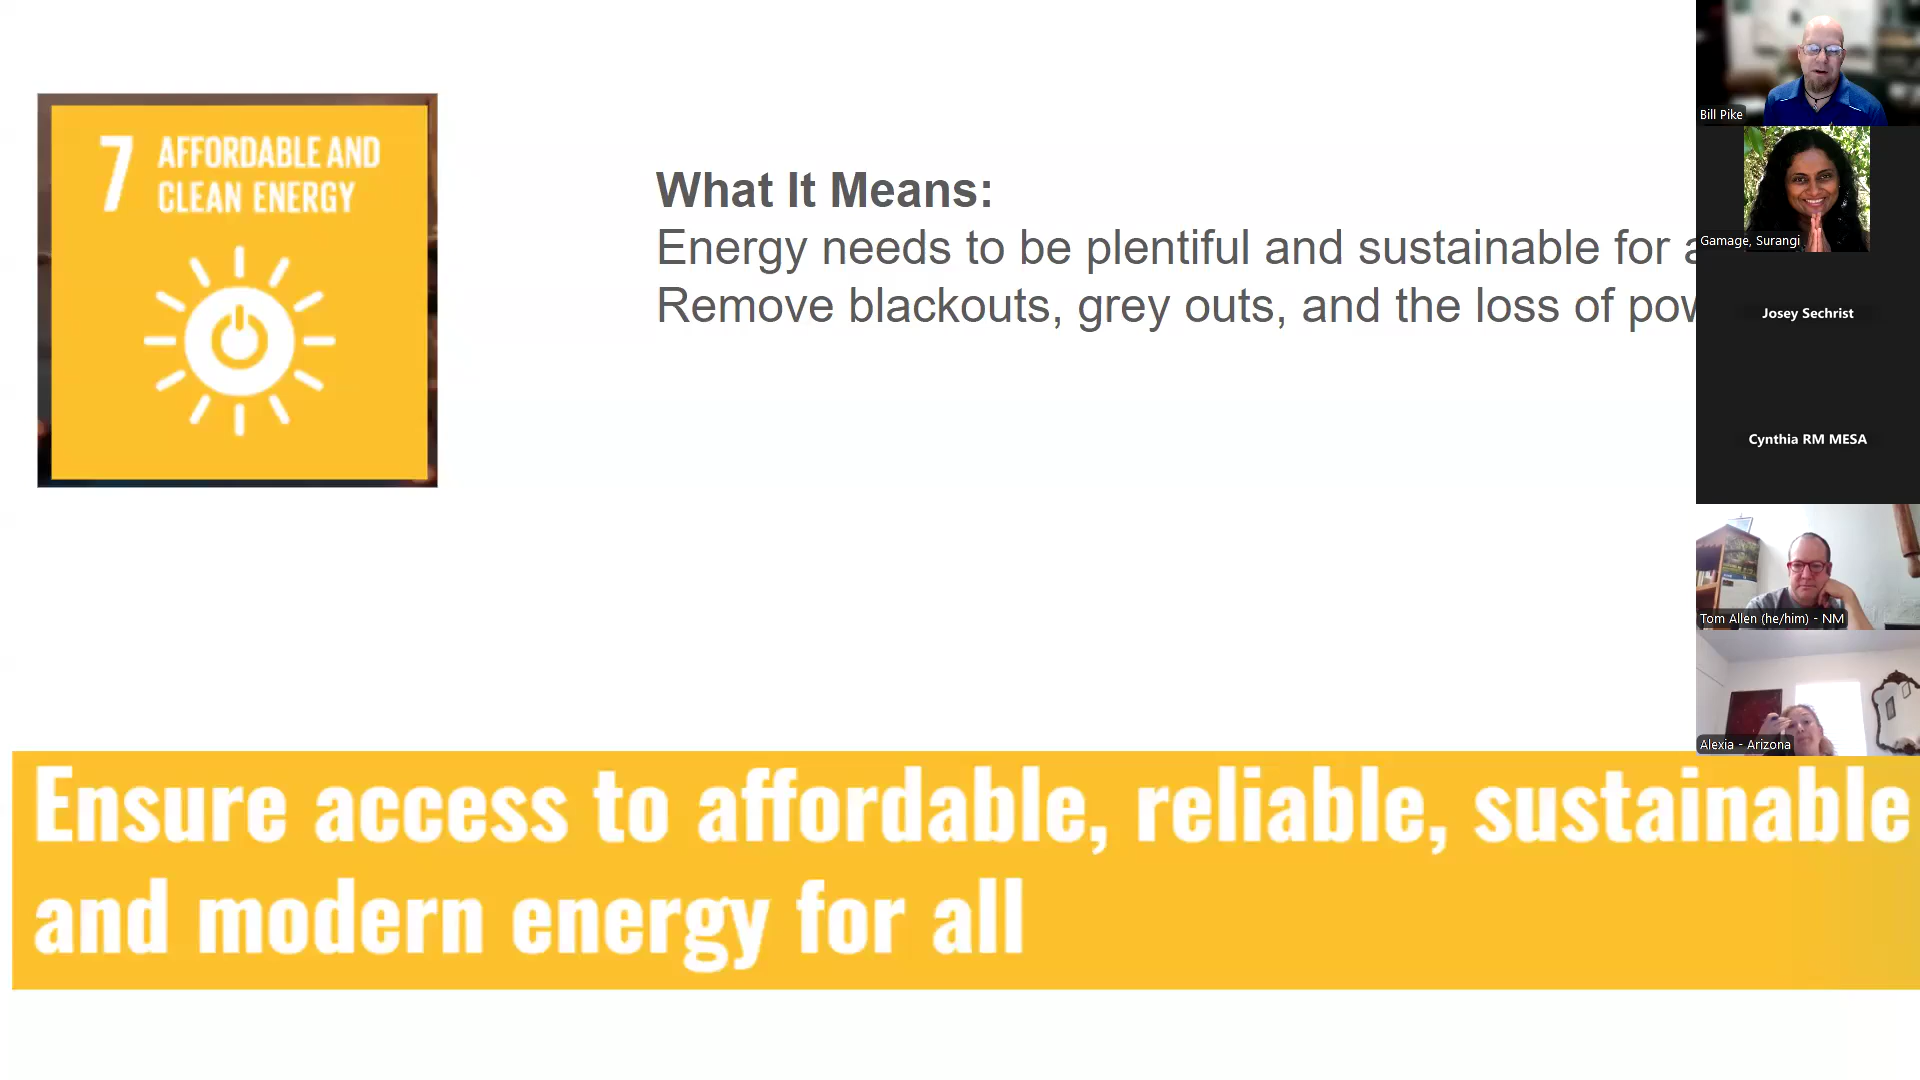 7 AFFORDABLE AND
CLEAN ENERGY
What It Means:
Energy needs to be plentiful and sustainable for
Remove blackouts, grey outs, and the loss of
Ensure access to affordable, reliable, sustainable
and modern energy for all
Bill Pike
Gamage, Surangi
Josey Sechrist
Cynthia RM MESA
Tom Allen (he/him) - NM
Alexia - Arizona